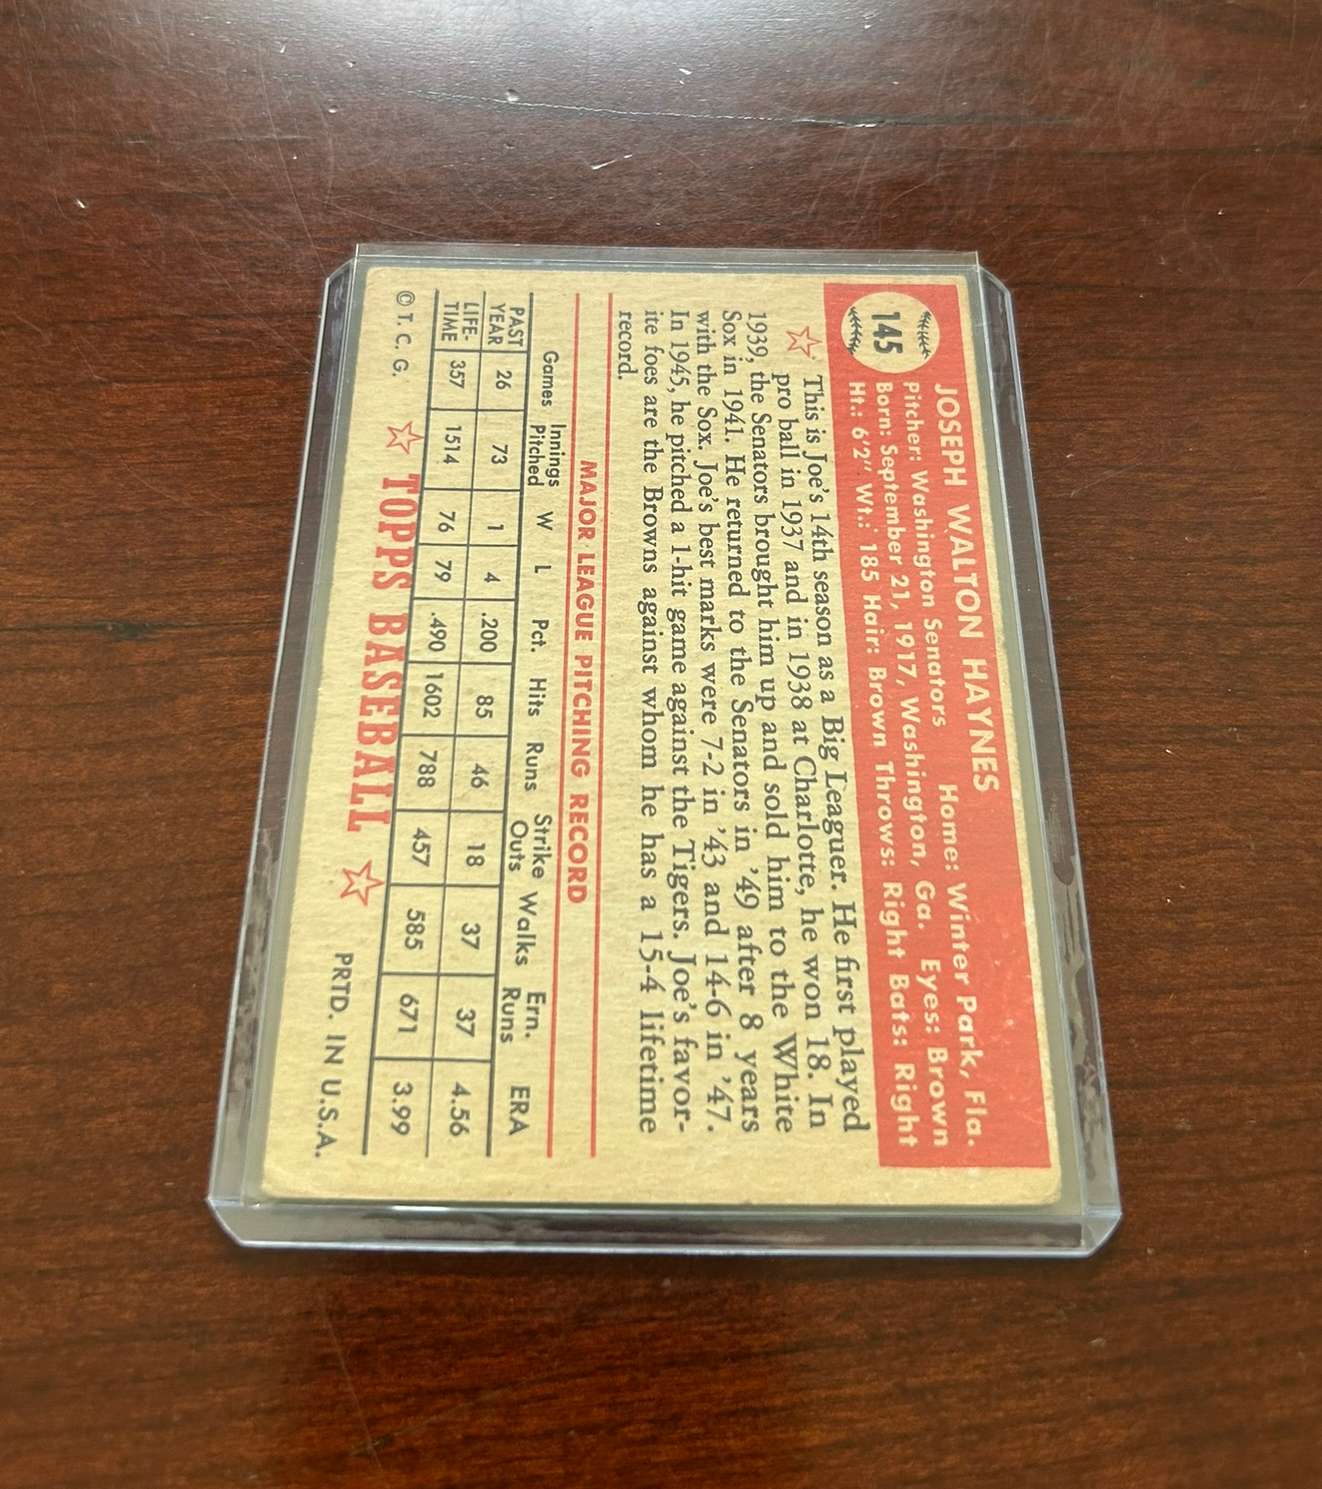 145
JOSEPH WALTON HAYNES
Pitcher: Washington Senators Home: Winter Park, Fla.
Born: September 21, 1917, Washington, Ga. Eyes: Brown
Ht.: 6'2" Wt.: 185 Hair: Brown Throws: Right Bats: Right
This is Joe's 14th season as a Big Leaguer. He first played
pro ball in 1937 and in 1938 at Charlotte, he won 18. In
1939, the Senators brought him up and sold him to the White
Sox in 1941. He returned to the Senators in '49 after 8 years
with the Sox. Joe's best marks were 7-2 in '43 and 14-6 in '47.
In 1945, he pitched a 1-hit game against the Tigers. Joe's favor-
ite foes are the Browns against whom he has a 15-4 lifetime
record.
MAJOR LEAGUE PITCHING RECORD
Games Innings Pitched W L Pct. Hits Runs Strike Outs Walks Ern. Runs ERA
PAST YEAR 26 73 1 4 .200 85 46 18 37 37 4.56
LIFE-TIME 357 1514 76 79 .490 1602 788 457 585 671 3.99
© T. C. G. TOPPS BASEBALL PRTD. IN U.S.A.